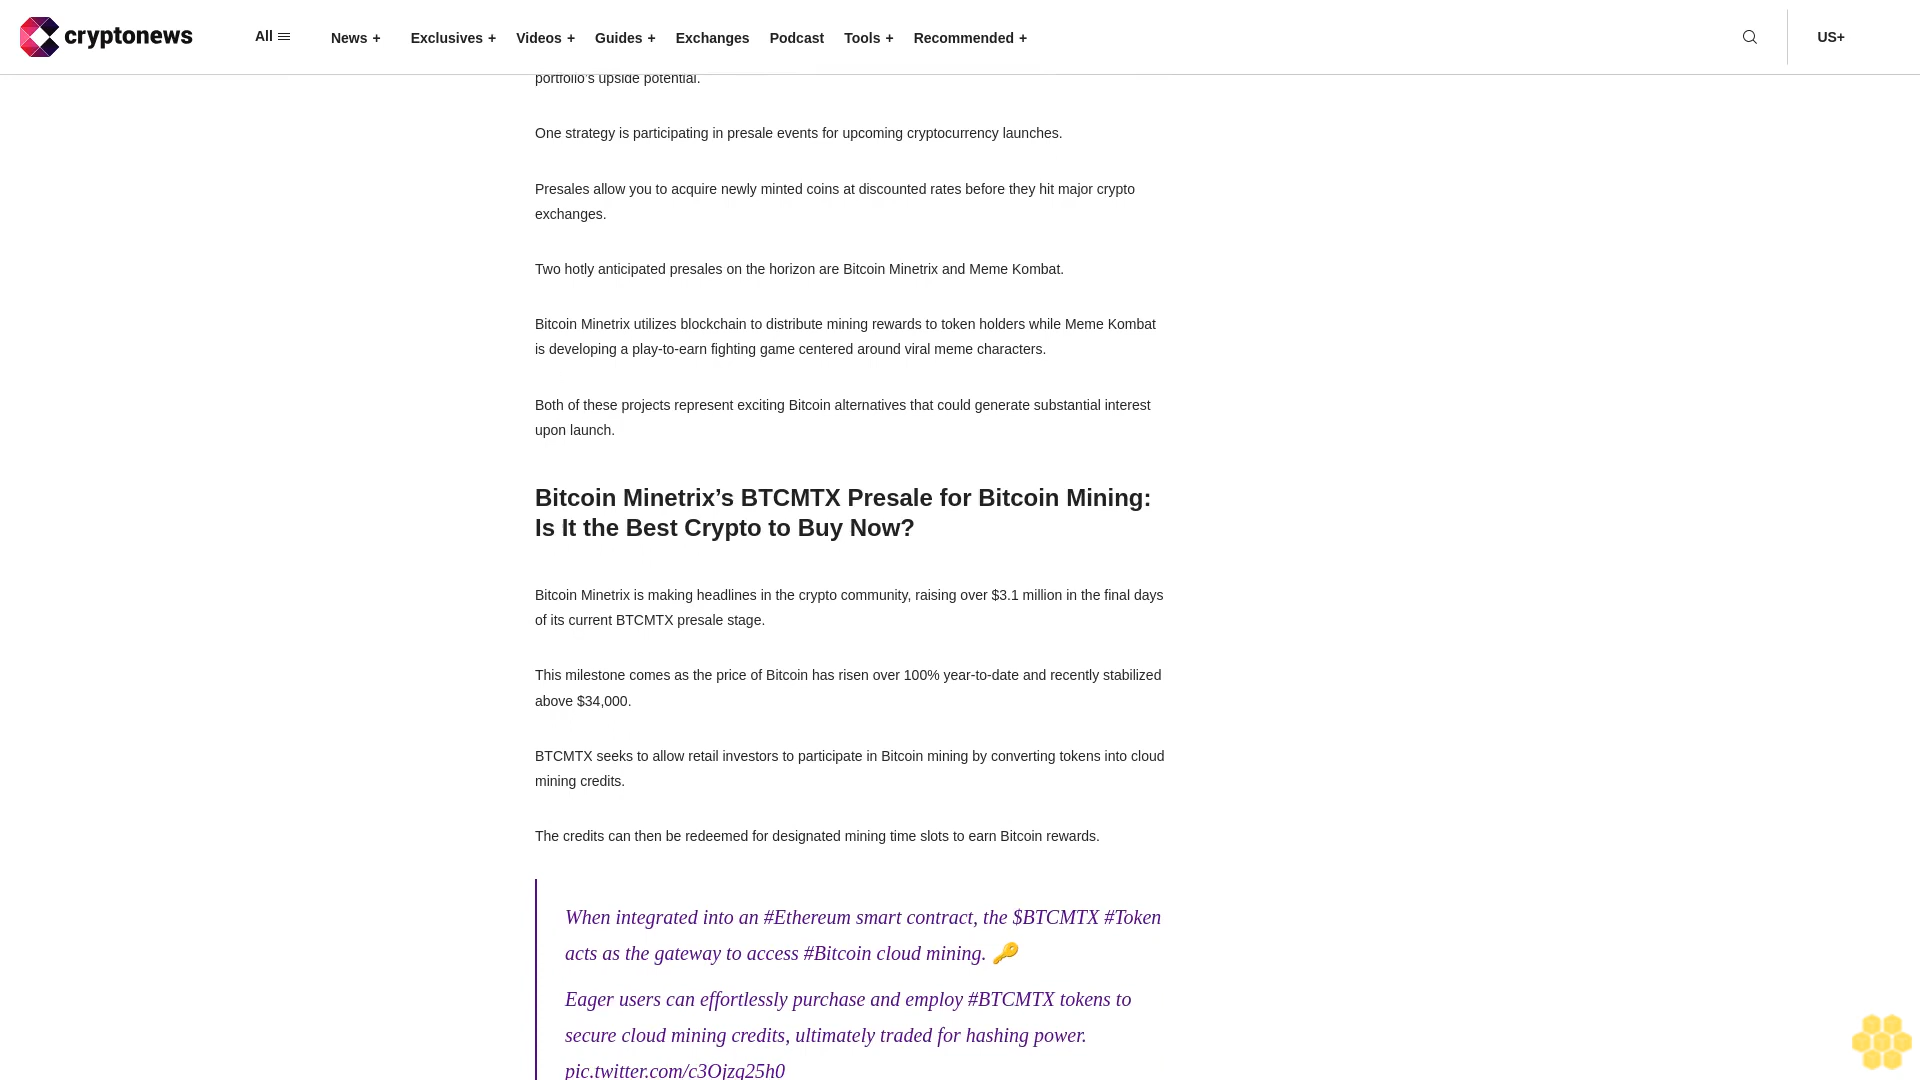 cryptonews
All
News +
Exclusives +
Videos +
Guides +
Exchanges
Podcast
Tools +
Recommended +
US+
portfolio’s upside potential.
One strategy is participating in presale events for upcoming cryptocurrency launches.
Presales allow you to acquire newly minted coins at discounted rates before they hit major crypto
exchanges.
Two hotly anticipated presales on the horizon are Bitcoin Minetrix and Meme Kombat.
Bitcoin Minetrix utilizes blockchain to distribute mining rewards to token holders while Meme Kombat
is developing a play-to-earn fighting game centered around viral meme characters.
Both of these projects represent exciting Bitcoin alternatives that could generate substantial interest
upon launch.
Bitcoin Minetrix’s BTCMTX Presale for Bitcoin Mining:
Is It the Best Crypto to Buy Now?
Bitcoin Minetrix is making headlines in the crypto community, raising over $3.1 million in the final days
of its current BTCMTX presale stage.
This milestone comes as the price of Bitcoin has risen over 100% year-to-date and recently stabilized
above $34,000.
BTCMTX seeks to allow retail investors to participate in Bitcoin mining by converting tokens into cloud
mining credits.
The credits can then be redeemed for designated mining time slots to earn Bitcoin rewards.
When integrated into an #Ethereum smart contract, the $BTCMTX #Token
acts as the gateway to access #Bitcoin cloud mining. 🔑
Eager users can effortlessly purchase and employ #BTCMTX tokens to
secure cloud mining credits, ultimately traded for hashing power.
pic.twitter.com/c3Ojzq25h0